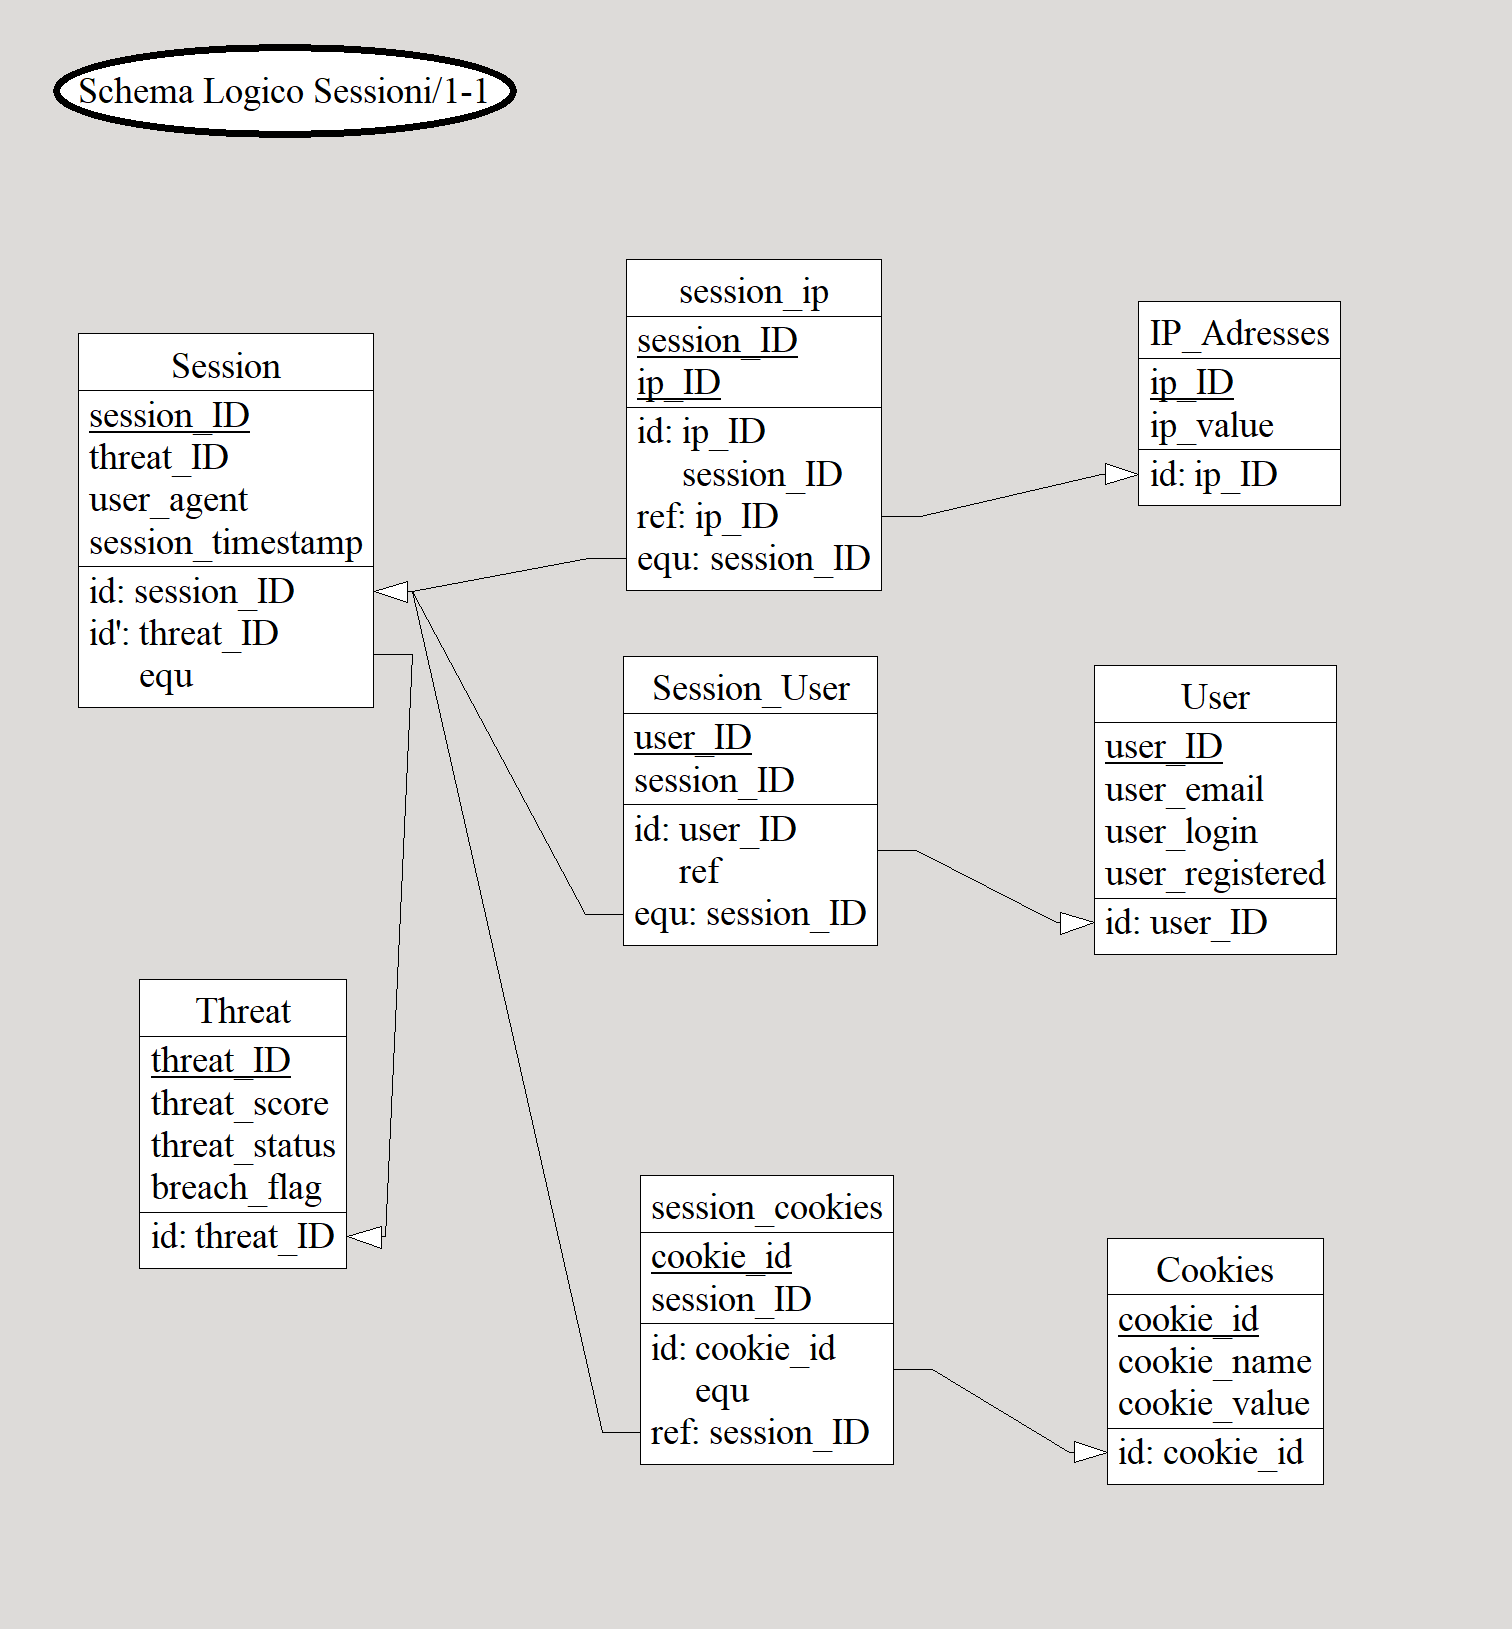 Schema Logico Sessioni/1-1
Session
session_ID
threat_ID
user_agent
session_timestamp
id: session_ID
id': threat_ID
equ
session_ip
session_ID
ip_ID
id: ip_ID
session_ID
ref: ip_ID
equ: session_ID
IP_Adresses
ip_ID
ip_value
id: ip_ID
Session_User
user_ID
session_ID
id: user_ID
ref
equ: session_ID
User
user_ID
user_email
user_login
user_registered
id: user_ID
Threat
threat_ID
threat_score
threat_status
breach_flag
id: threat_ID
session_cookies
cookie_id
session_ID
id: cookie_id
equ
ref: session_ID
Cookies
cookie_id
cookie_name
cookie_value
id: cookie_id